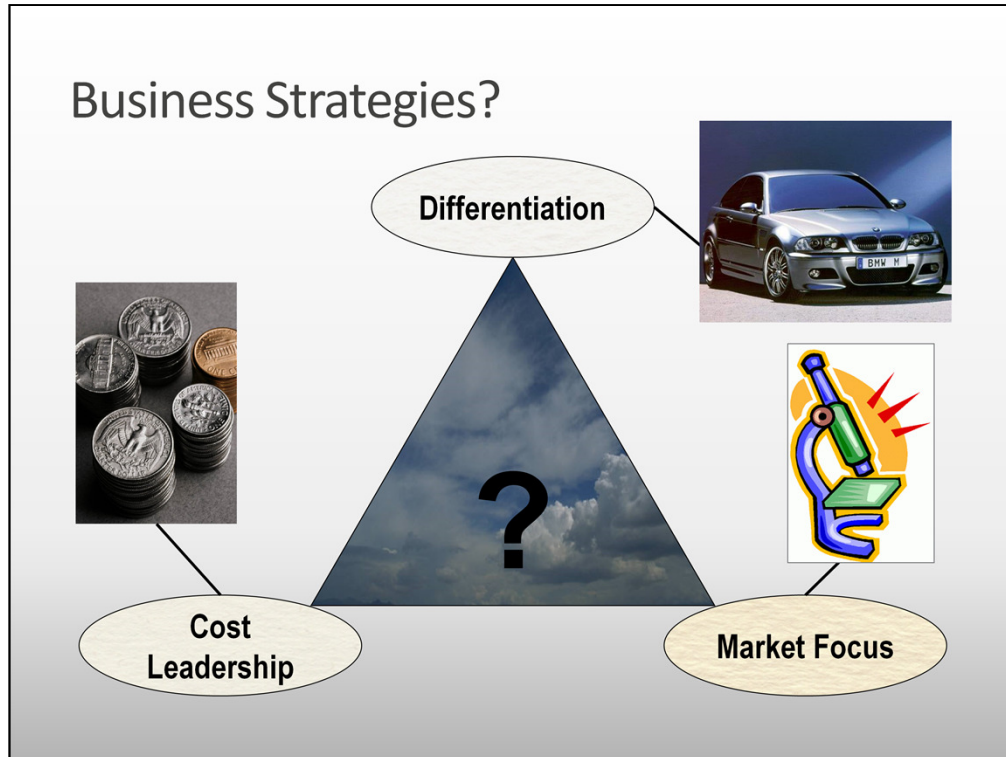 Business Strategies?
Differentiation
BMW M
?
Cost
Leadership
Market Focus